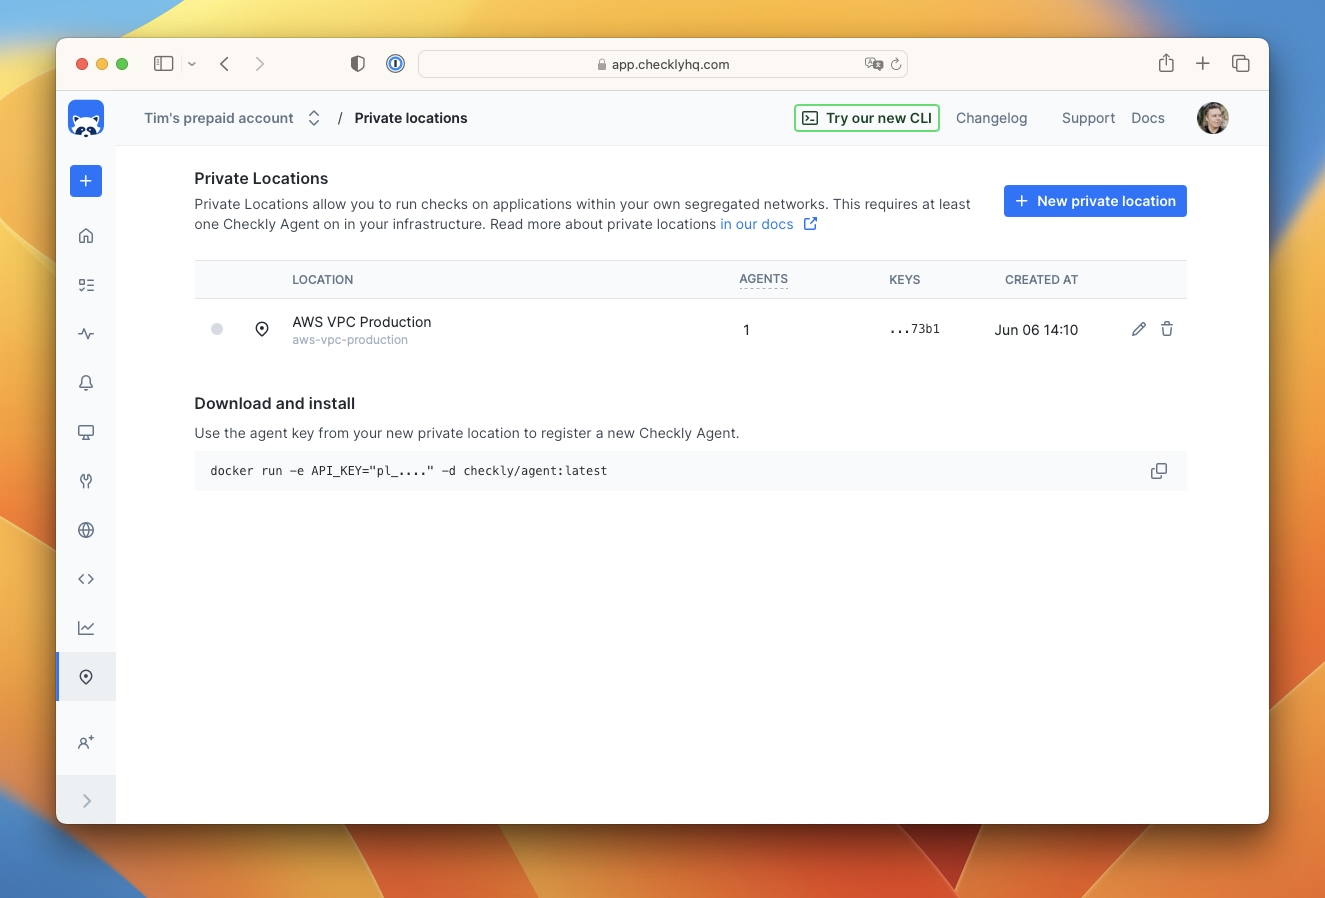 app.checklyhq.com
Tim's prepaid account / Private locations
Try our new CLI
Changelog
Support
Docs
Private Locations
Private Locations allow you to run checks on applications within your own segregated networks. This requires at least
one Checkly Agent on in your infrastructure. Read more about private locations in our docs
+ New private location
LOCATION AGENTS KEYS CREATED AT
AWS VPC Production 1 ...73b1 Jun 06 14:10
aws-vpc-production
Download and install
Use the agent key from your new private location to register a new Checkly Agent.
docker run -e API_KEY="pl_...." -d checkly/agent:latest